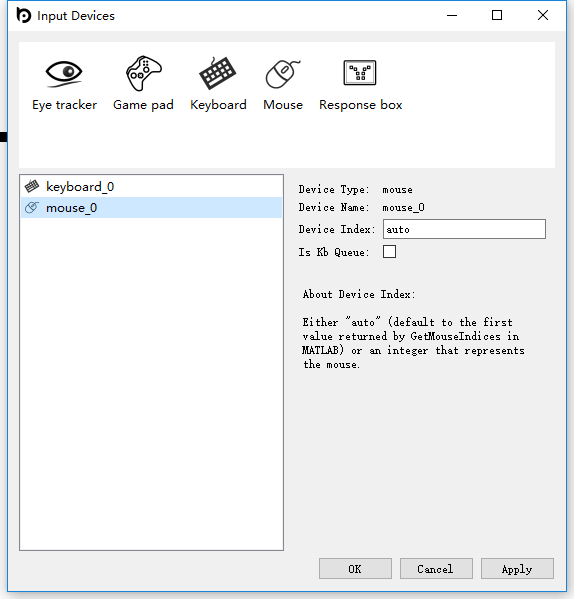 Input Devices
Eye tracker Game pad Keyboard Mouse Response box
keyboard_0
mouse_0
Device Type: mouse
Device Name: mouse_0
Device Index: auto
Is Kb Queue:
About Device Index:
Either "auto" (default to the first
value returned by GetMouseIndices in
MATLAB) or an integer that represents
the mouse.
OK Cancel Apply